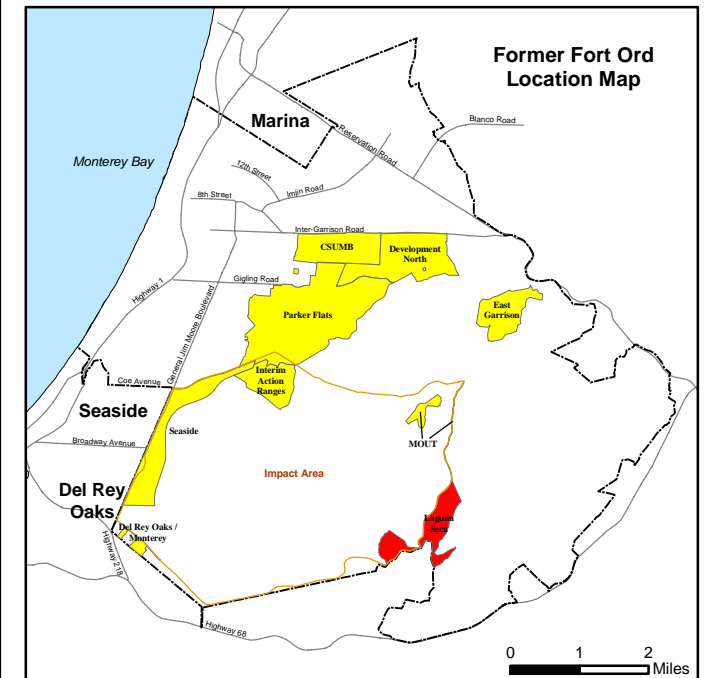 Former Fort Ord
Location Map
Marina
Blanco Road
Reservation Road
Monterey Bay
12th Street
Imjin Road
8th Street
Inter-Garrison Road
CSUMB
Development
North
Gigling Road
Highway 1
East
Garrison
Parker Flats
General Jim Moore Boulevard
Interim
Action
Ranges
Coe Avenue
Seaside
Seaside
Broadway Avenue
MOUT
Impact Area
Del Rey
Oaks
Laguna
Seca
Del Rey Oaks /
Monterey
Highway 218
Highway 68
0 1 2
Miles